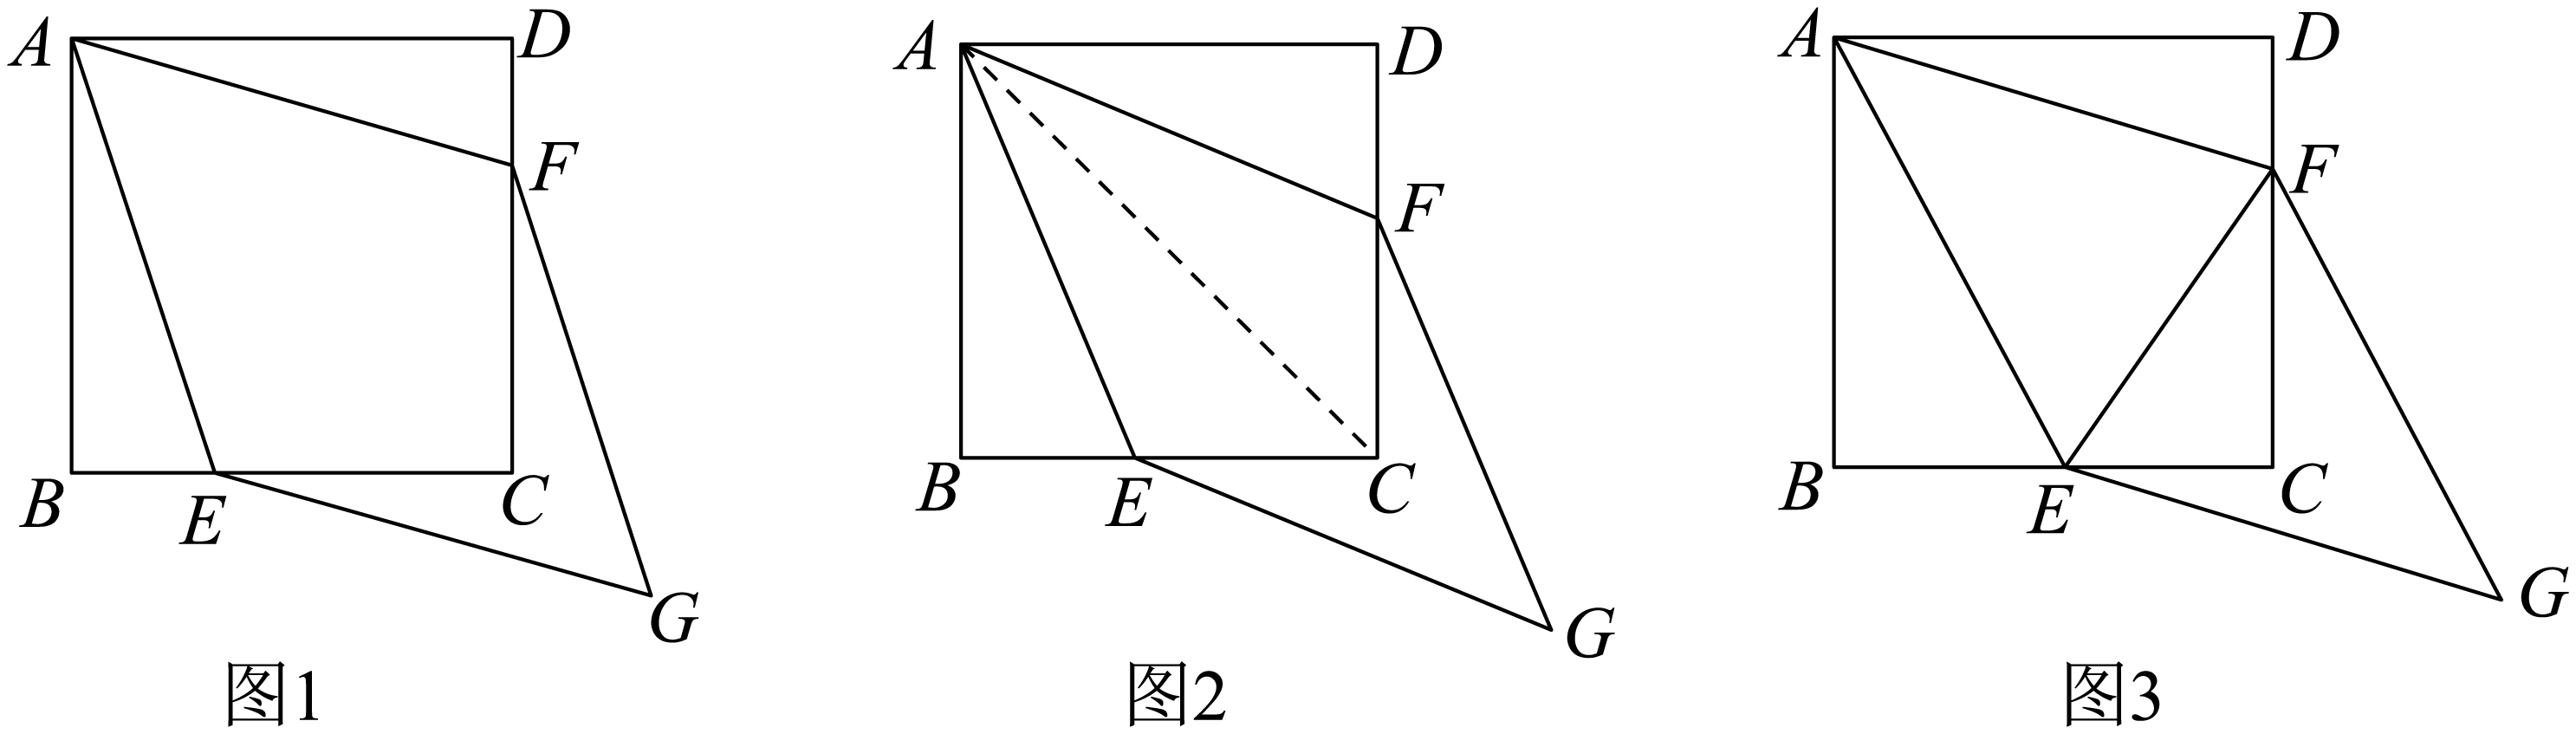 A D F B E C G
图1
A D F B E C G
图2
A D F B E C G
图3